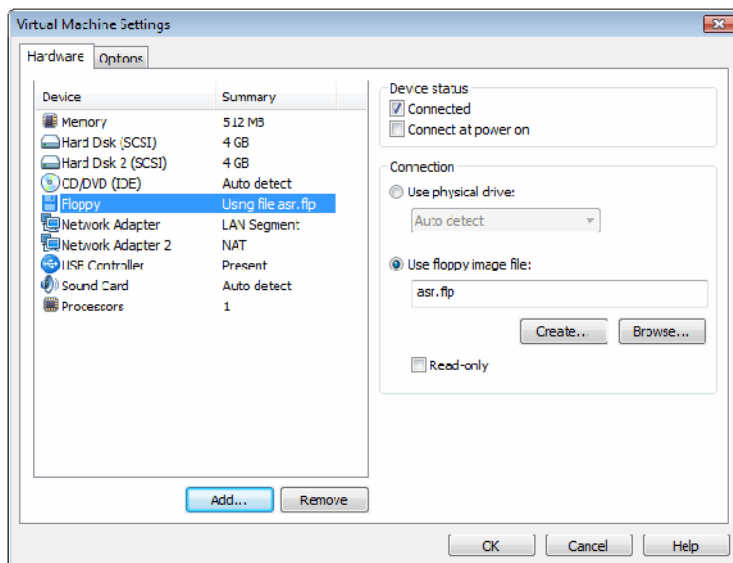 Virtual Machine Settings
Hardware Options
Device Summary
Memory 512 MB
Hard Disk (SCSI) 4 GB
Hard Disk 2 (SCSI) 4 GB
CD/DVD (IDE) Auto detect
Floppy Using file asr.flp
Network Adapter LAN Segment
Network Adapter 2 NAT
USB Controller Present
Sound Card Auto detect
Processors 1
Add... Remove
Device status
Connected
Connect at power on
Connection
Use physical drive:
Auto detect
Use floppy image file:
asr.flp
Create... Browse...
Read-only
OK Cancel Help